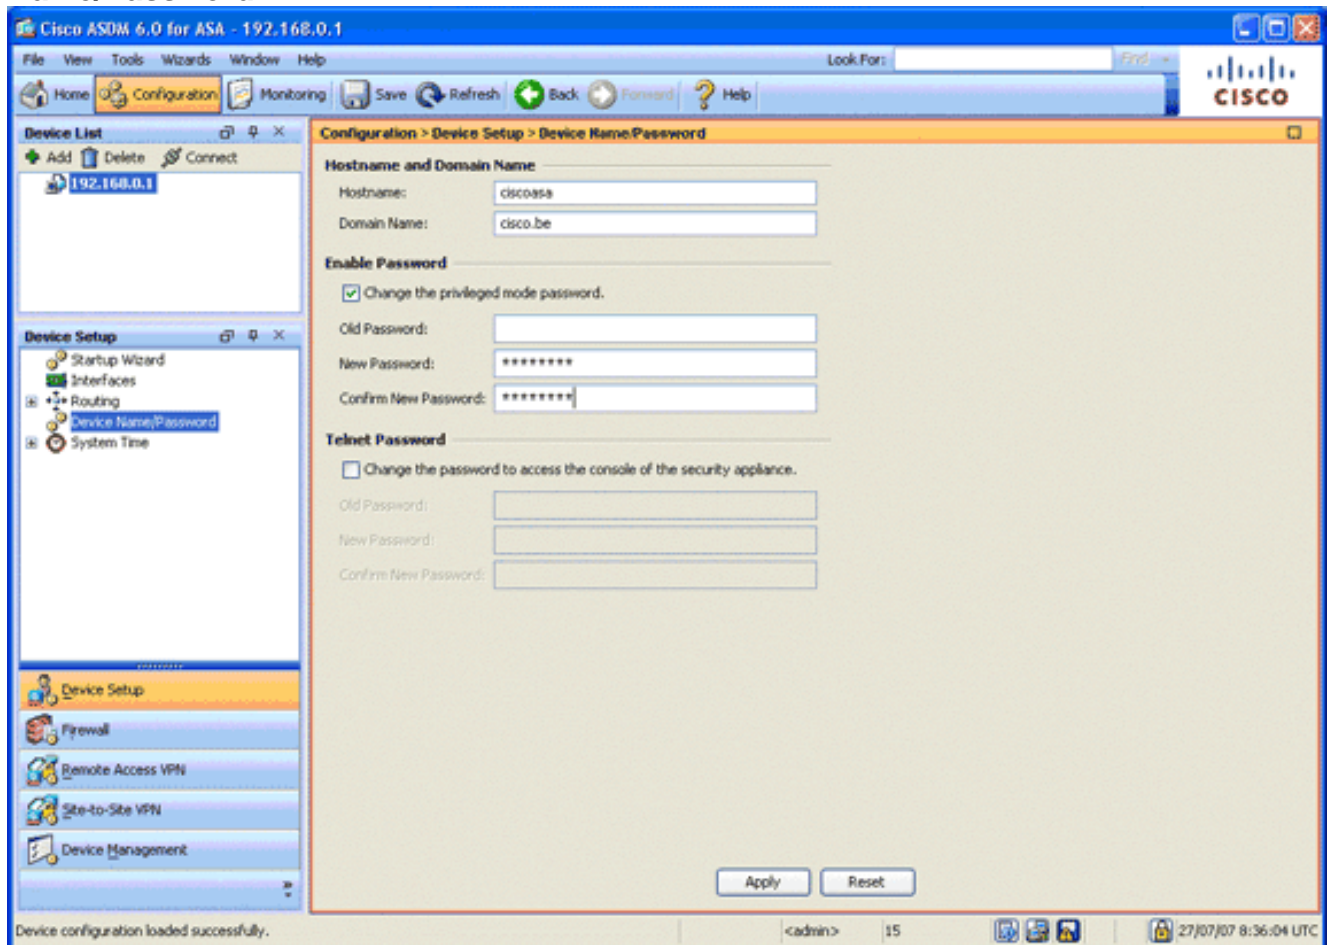 Cisco ASDM 6.0 for ASA - 192.168.0.1
File View Tools Wizards Window Help Look For: Find
Home Configuration Monitoring Save Refresh Back Forward Help
CISCO
Device List
Add Delete Connect
192.168.0.1
Device Setup
Startup Wizard
Interfaces
Routing
Device Name/Password
System Time
Device Setup
Firewall
Remote Access VPN
Site-to-Site VPN
Device Management
Configuration > Device Setup > Device Name/Password
Hostname and Domain Name
Hostname: ciscoasa
Domain Name: cisco.be
Enable Password
Change the privileged mode password.
Old Password:
New Password: ********
Confirm New Password: ********
Telnet Password
Change the password to access the console of the security appliance.
Old Password:
New Password:
Confirm New Password:
Apply Reset
Device configuration loaded successfully. <admin> 15 27/07/07 8:36:04 UTC